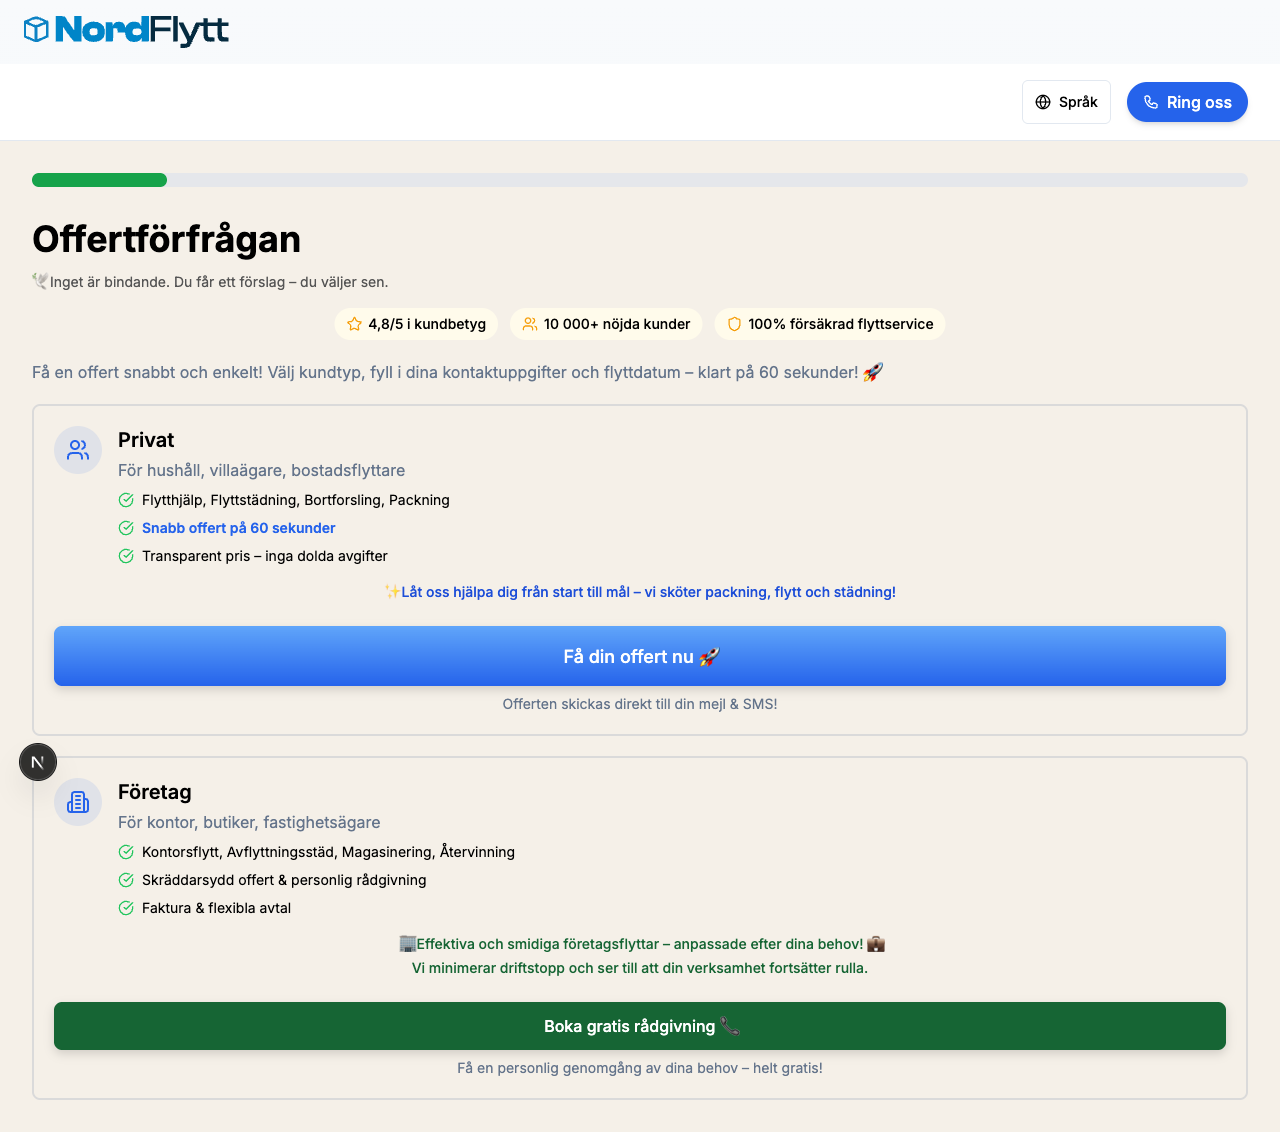 NordFlytt
Språk
Ring oss
Offertförfrågan
🕊️Inget är bindande. Du får ett förslag – du väljer sen.
4,8/5 i kundbetyg
10 000+ nöjda kunder
100% försäkrad flyttservice
Få en offert snabbt och enkelt! Välj kundtyp, fyll i dina kontaktuppgifter och flyttdatum – klart på 60 sekunder! 🚀
Privat
För hushåll, villaägare, bostadsflyttare
Flytthjälp, Flyttstädning, Bortforsling, Packning
Snabb offert på 60 sekunder
Transparent pris – inga dolda avgifter
✨Låt oss hjälpa dig från start till mål – vi sköter packning, flytt och städning!
Få din offert nu 🚀
Offerten skickas direkt till din mejl & SMS!
N
Företag
För kontor, butiker, fastighetsägare
Kontorsflytt, Avflyttningsstäd, Magasinering, Återvinning
Skräddarsydd offert & personlig rådgivning
Faktura & flexibla avtal
🏢Effektiva och smidiga företagsflyttar – anpassade efter dina behov! 💼
Vi minimerar driftstopp och ser till att din verksamhet fortsätter rulla.
Boka gratis rådgivning 📞
Få en personlig genomgång av dina behov – helt gratis!